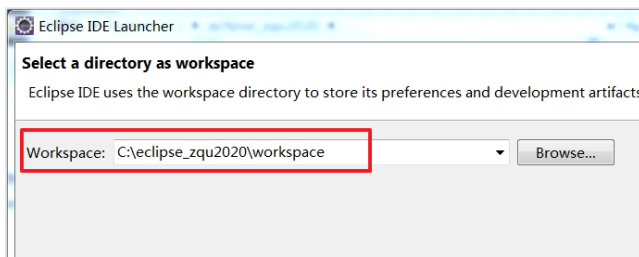 Eclipse IDE Launcher
Select a directory as workspace
Eclipse IDE uses the workspace directory to store its preferences and development artifacts
Workspace: C:\eclipse_zqu2020\workspace Browse...